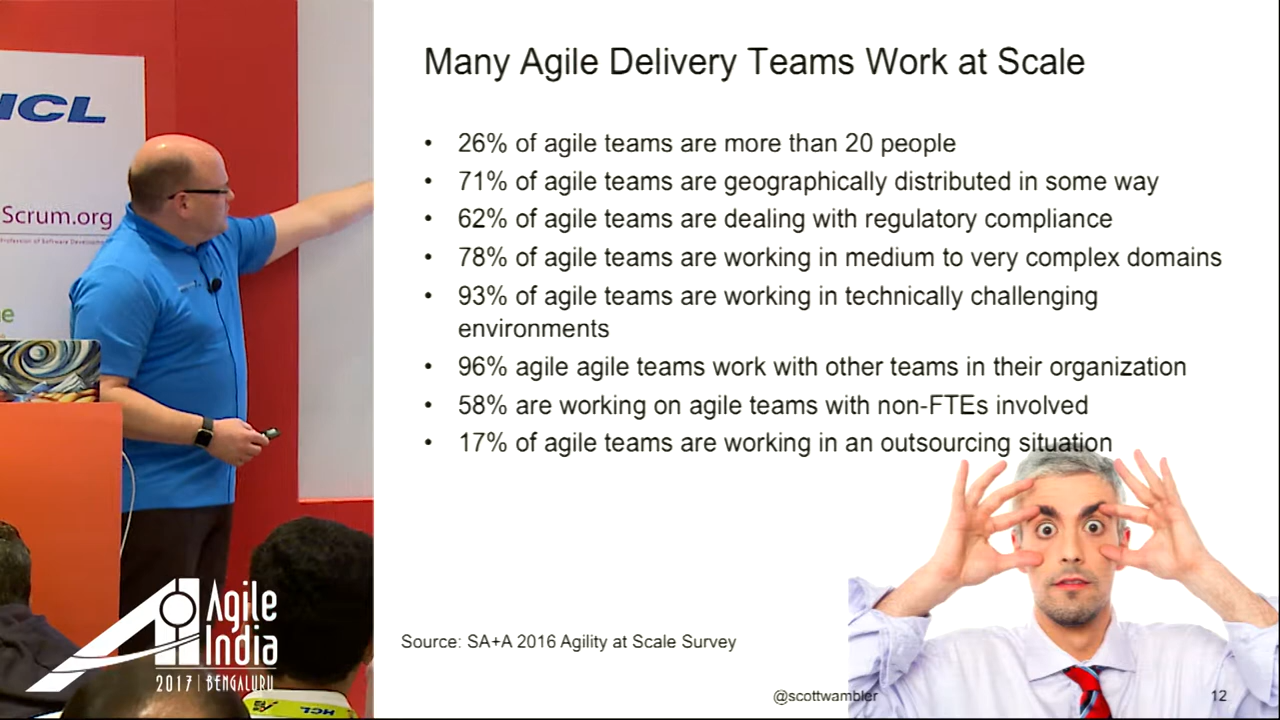 HCL
Scrum.org
Many Agile Delivery Teams Work at Scale
• 26% of agile teams are more than 20 people
• 71% of agile teams are geographically distributed in some way
• 62% of agile teams are dealing with regulatory compliance
• 78% of agile teams are working in medium to very complex domains
• 93% of agile teams are working in technically challenging
environments
• 96% agile agile teams work with other teams in their organization
• 58% are working on agile teams with non-FTEs involved
• 17% of agile teams are working in an outsourcing situation
Source: SA+A 2016 Agility at Scale Survey
@scottwambler
12
Agile
India
2017 | BENGALURU
HCL